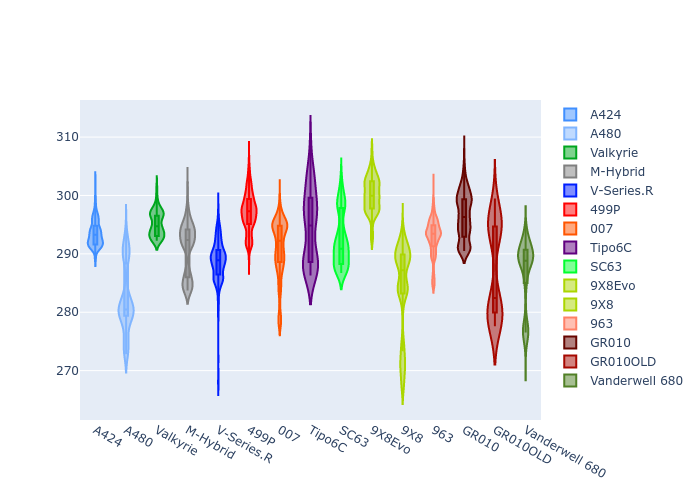 310
300
290
280
270
A424
A480
Valkyrie
M-Hybrid
V-Series.R
499P
007
Tipo6C
SC63
9X8Evo
9X8
963
GR010
GR010OLD
Vanderwell 680
A424
A480
Valkyrie
M-Hybrid
V-Series.R
499P
007
Tipo6C
SC63
9X8Evo
9X8
963
GR010
GR010OLD
Vanderwell 680